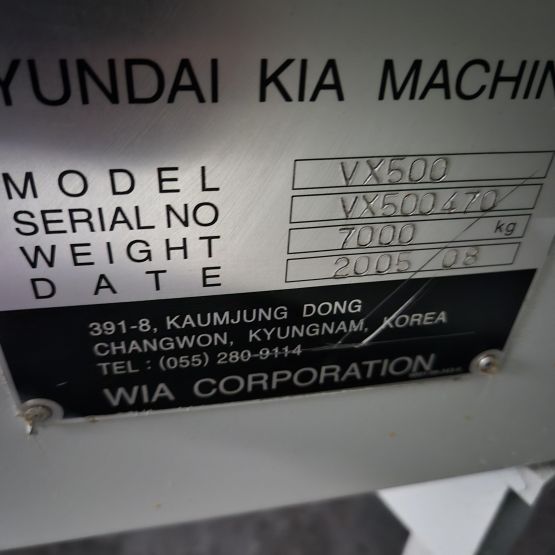 YUNDAI KIA MACHIN
MODEL VX500
SERIAL NO VX500470
WEIGHT 7000 kg
DATE 2005/08
391-8, KAUMJUNG DONG
CHANGWON, KYUNGNAM, KOREA
TEL : (055) 280-9114
WIA CORPORATION